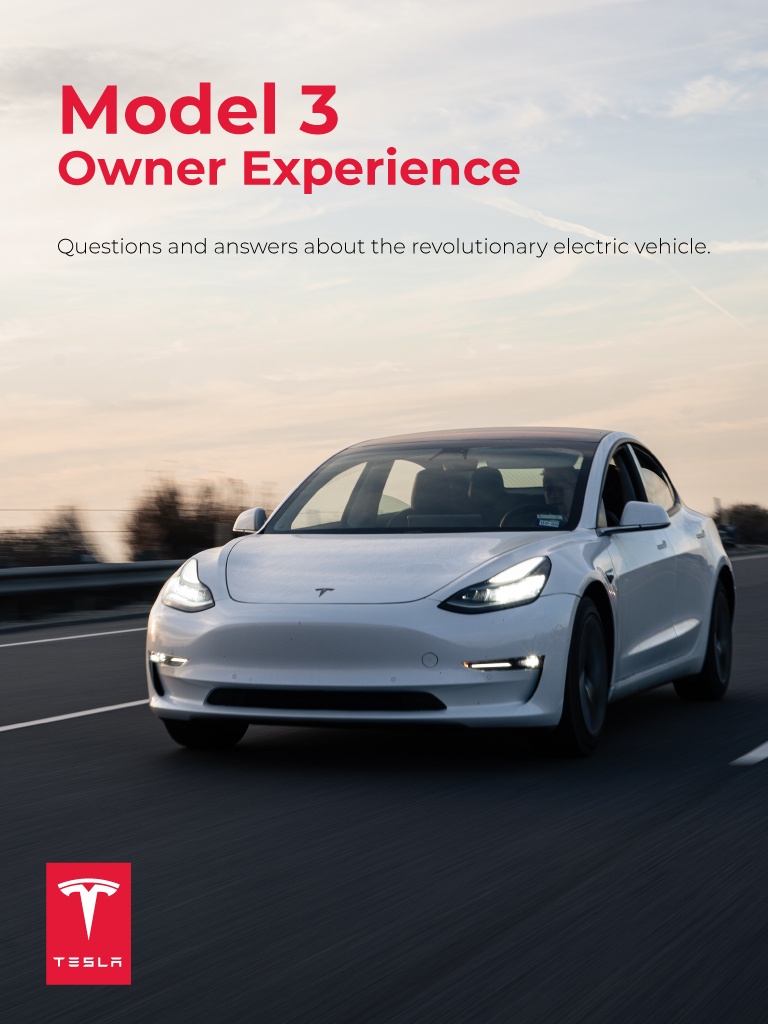 Model 3
Owner Experience
Questions and answers about the revolutionary electric vehicle.
TESLA